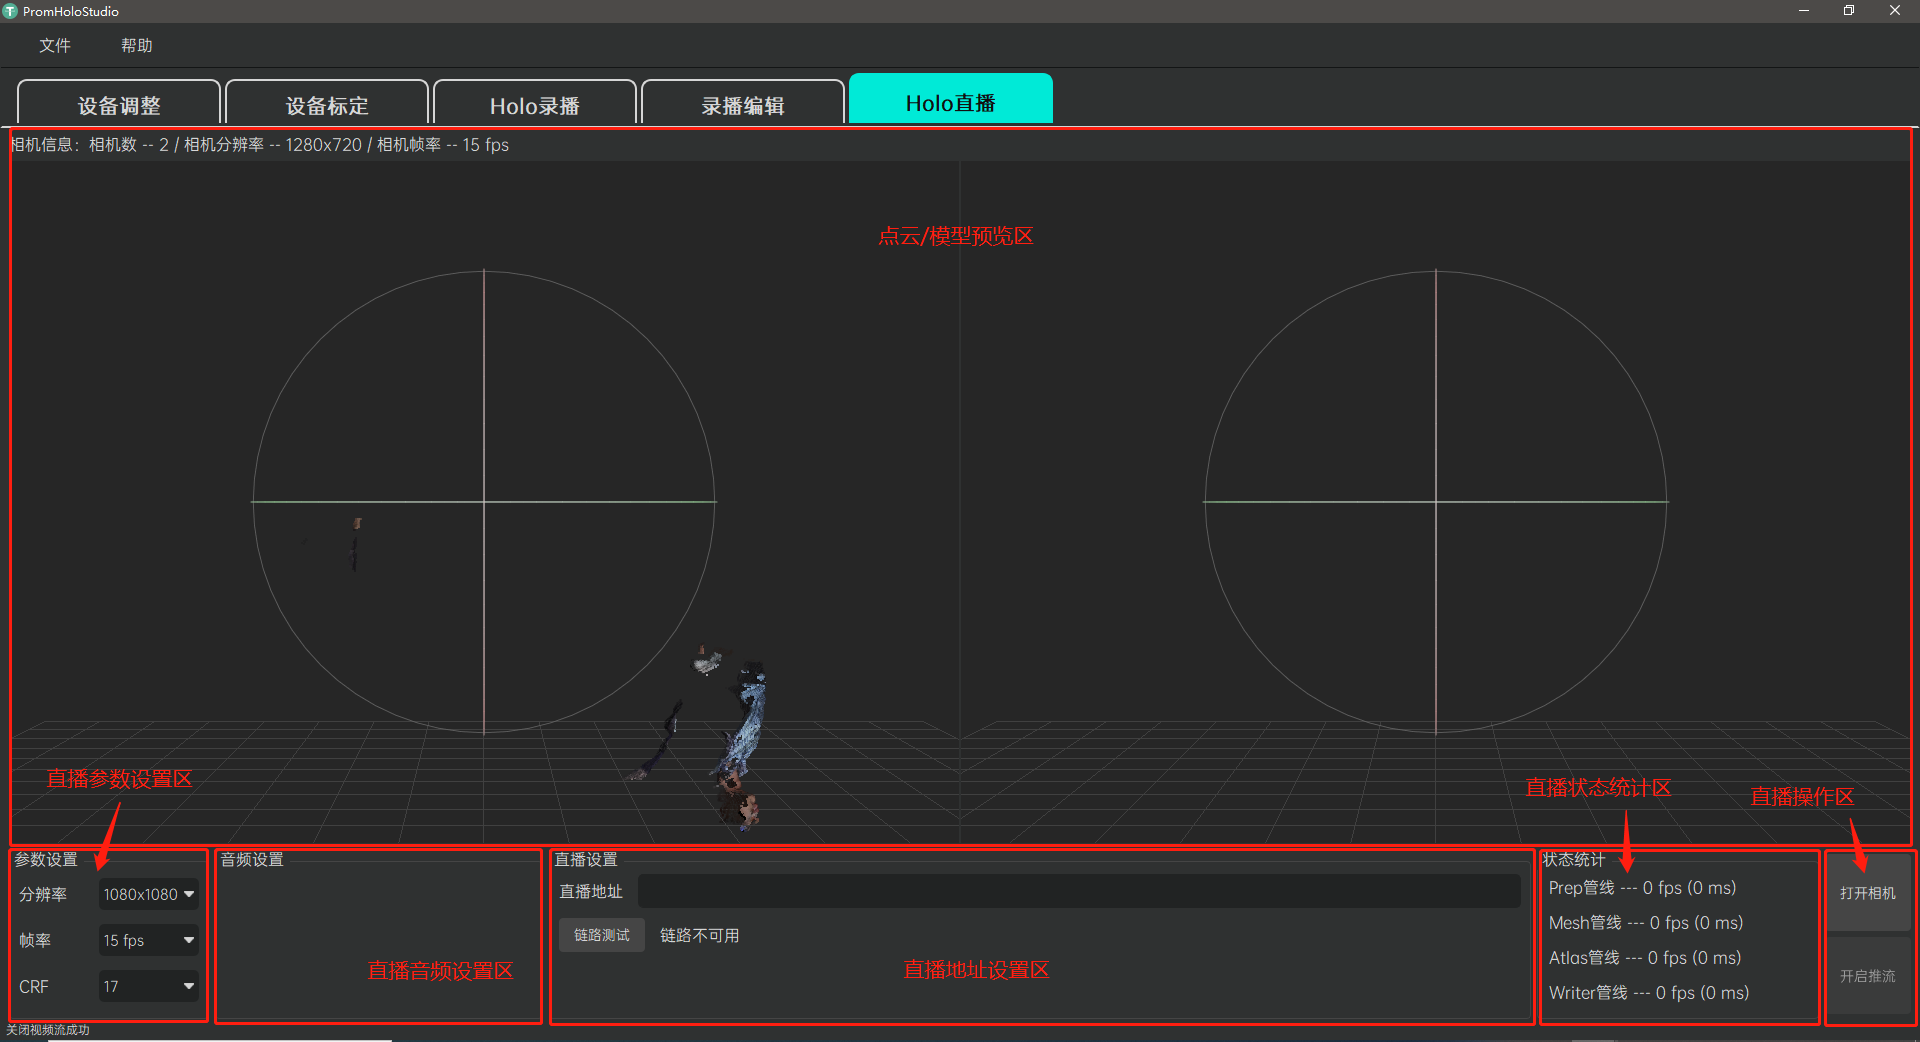 PromHoloStudio
文件 帮助
设备调整 设备标定 Holo录播 录播编辑 Holo直播
相机信息：相机数 -- 2 / 相机分辨率 -- 1280x720 / 相机帧率 -- 15 fps
点云/模型预览区
直播参数设置区
直播状态统计区
直播操作区
参数设置
分辨率 1080x1080
帧率 15 fps
CRF 17
音频设置
直播音频设置区
直播设置
直播地址
链路测试 链路不可用
直播地址设置区
状态统计
Prep管线 --- 0 fps (0 ms)
Mesh管线 --- 0 fps (0 ms)
Atlas管线 --- 0 fps (0 ms)
Writer管线 --- 0 fps (0 ms)
打开相机
开启推流
关闭视频流成功